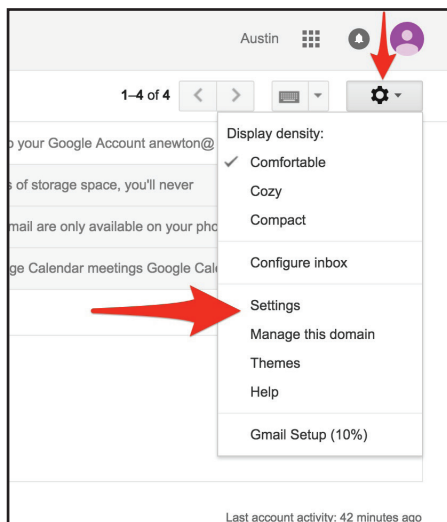 Austin
1–4 of 4
your Google Account anewton@
s of storage space, you'll never
mail are only available on your pho
ge Calendar meetings Google Cale
Display density:
Comfortable
Cozy
Compact
Configure inbox
Settings
Manage this domain
Themes
Help
Gmail Setup (10%)
Last account activity: 42 minutes ago